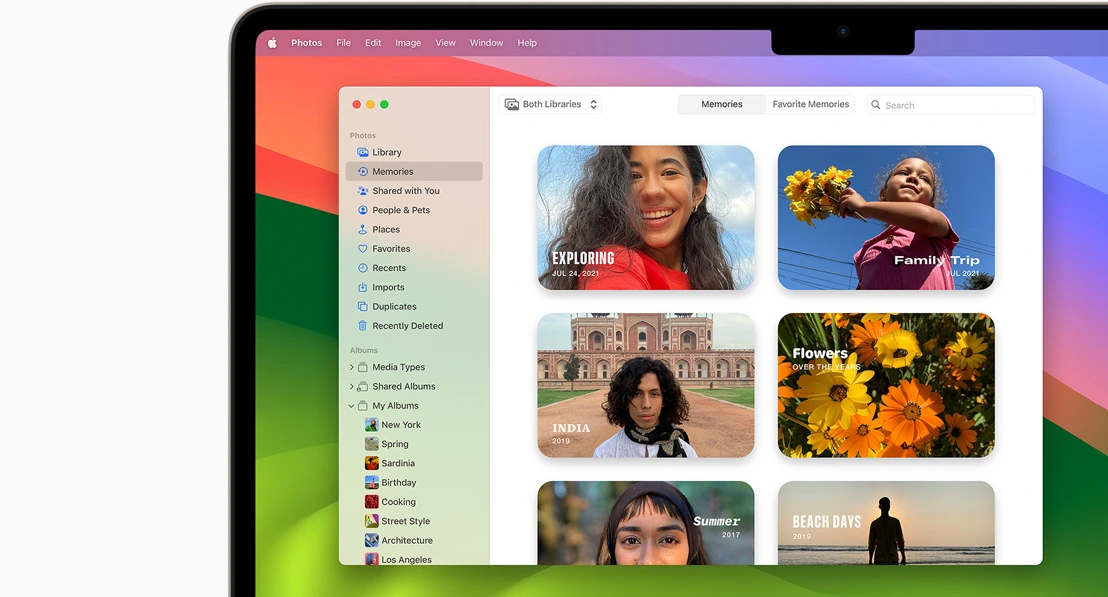 Photos File Edit Image View Window Help
Both Libraries Memories Favorite Memories Search
Photos
Library
Memories
Shared with You
People & Pets
Places
Favorites
Recents
Imports
Duplicates
Recently Deleted
Albums
Media Types
Shared Albums
My Albums
New York
Spring
Sardinia
Birthday
Cooking
Street Style
Architecture
Los Angeles
EXPLORING
JUL 24, 2021
Family Trip
JUL 2021
INDIA
2019
Flowers
OVER THE YEARS
Summer
2017
BEACH DAYS
2019